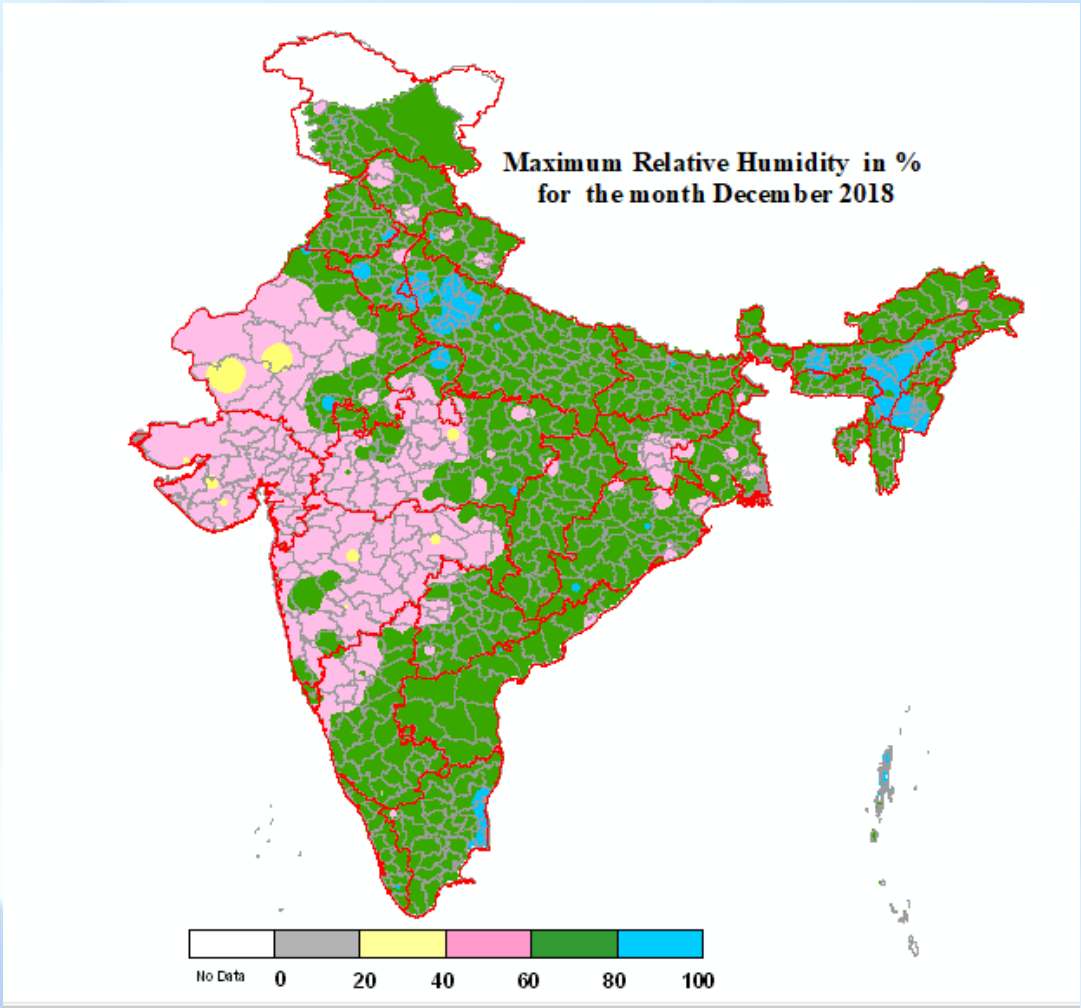 Maximum Relative Humidity in %
for the month December 2018
No Data 0 20 40 60 80 100